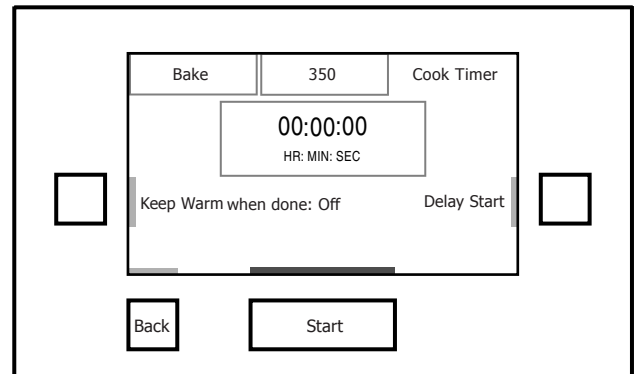 Bake 350 Cook Timer
00:00:00
HR: MIN: SEC
Keep Warm when done: Off Delay Start
Back Start